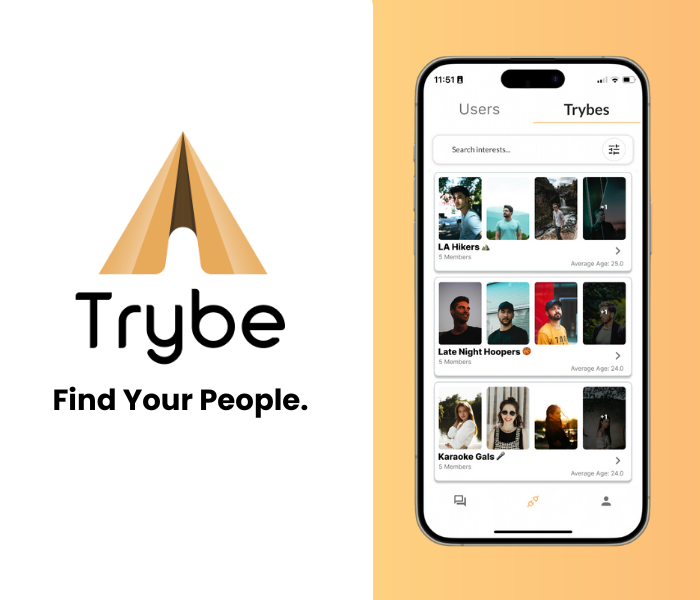 Trybe
Find Your People.
11:51
Users
Trybes
Search interests...
+1
LA Hikers
5 Members
Average Age: 25.0
+1
Late Night Hoopers
5 Members
Average Age: 24.0
+1
Karaoke Gals
5 Members
Average Age: 24.0